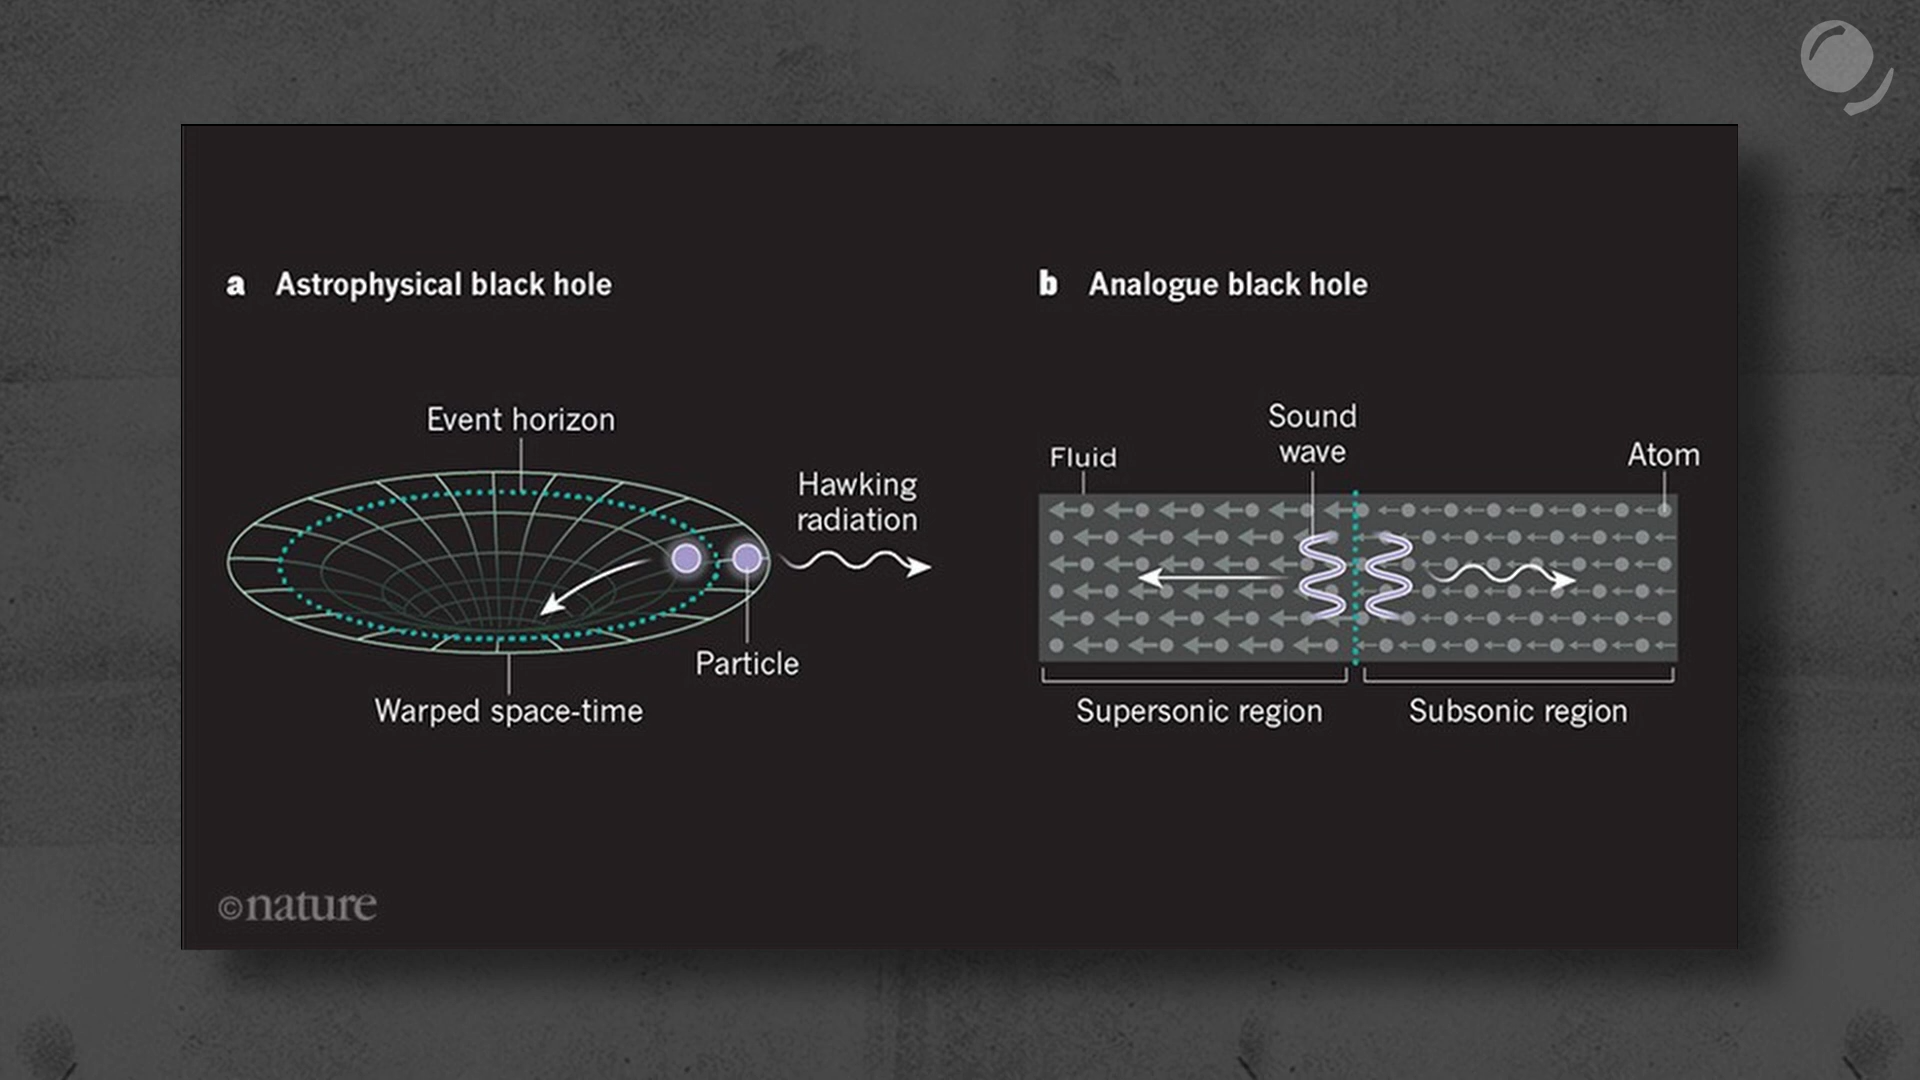 a Astrophysical black hole
Event horizon
Hawking
radiation
Particle
Warped space-time
b Analogue black hole
Sound
wave
Fluid
Atom
Supersonic region
Subsonic region
©nature